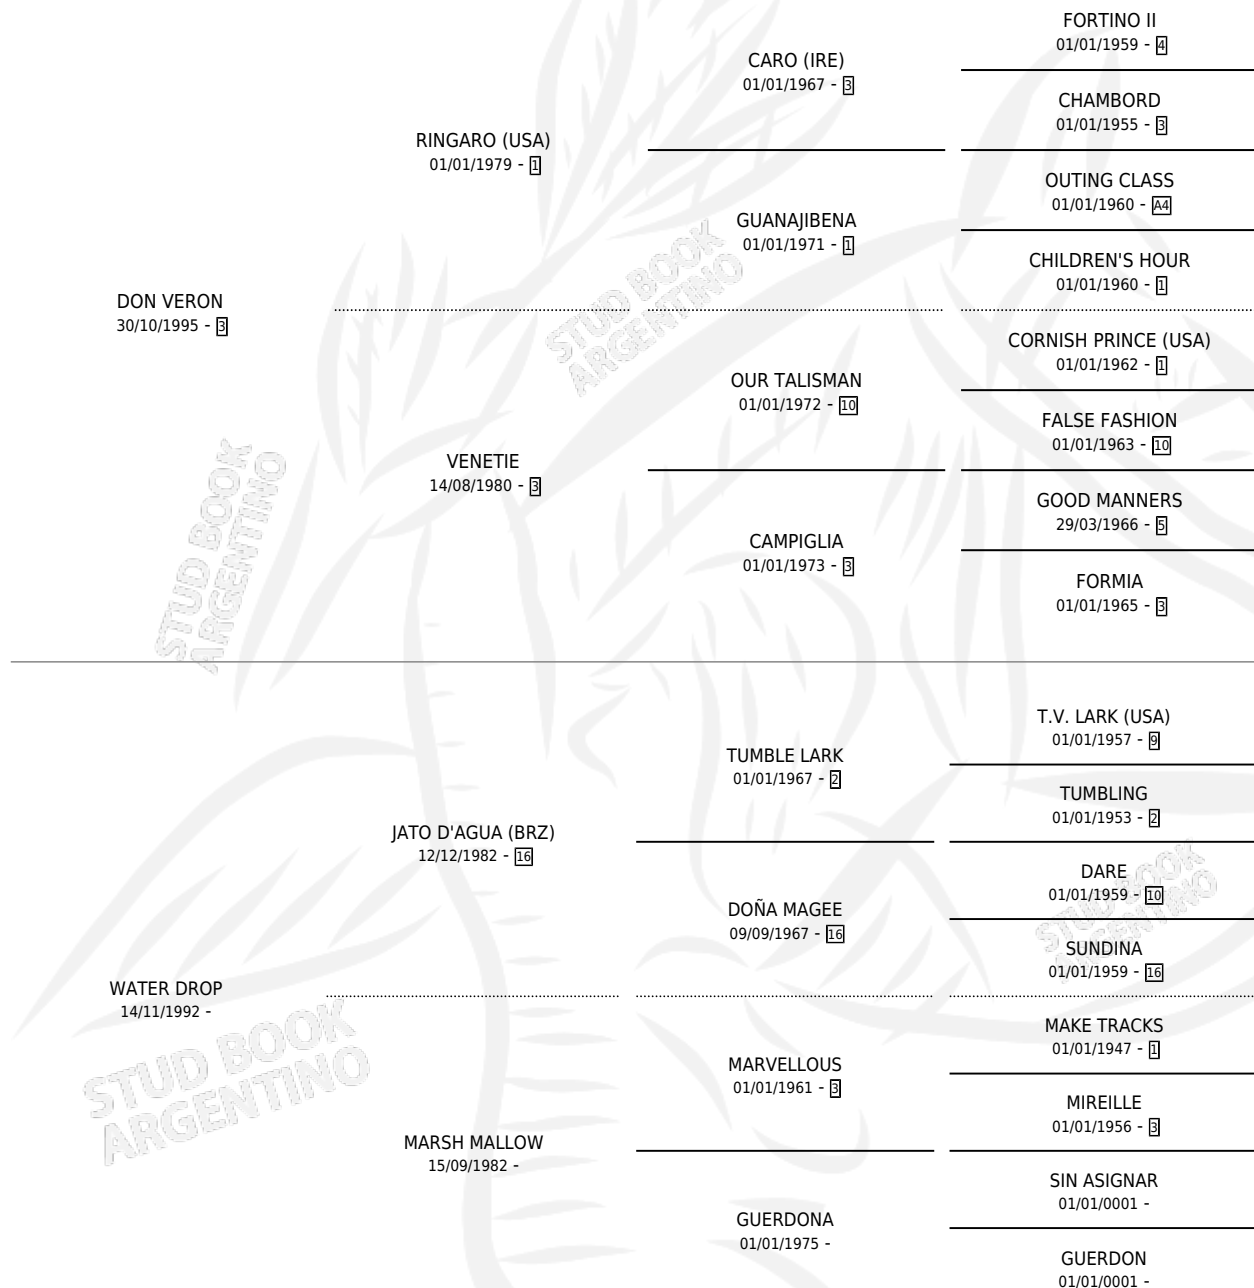 FORTINO II
01/01/1959 - 4
CARO (IRE)
01/01/1967 - 3
CHAMBORD
01/01/1955 - 3
RINGARO (USA)
01/01/1979 - 1
OUTING CLASS
01/01/1960 - A4
GUANAJIBENA
01/01/1971 - 1
CHILDREN'S HOUR
01/01/1960 - 1
DON VERON
30/10/1995 - 3
CORNISH PRINCE (USA)
01/01/1962 - 1
OUR TALISMAN
01/01/1972 - 10
FALSE FASHION
01/01/1963 - 10
VENETIE
14/08/1980 - 3
GOOD MANNERS
29/03/1966 - 5
CAMPIGLIA
01/01/1973 - 3
FORMIA
01/01/1965 - 3
STUD BOOK
ARGENTINO
STUD BOOK
ARGENTINO
T.V. LARK (USA)
01/01/1957 - 9
TUMBLE LARK
01/01/1967 - 2
TUMBLING
01/01/1953 - 2
JATO D'AGUA (BRZ)
12/12/1982 - 16
DARE
01/01/1959 - 10
DOÑA MAGEE
09/09/1967 - 16
SUNDINA
01/01/1959 - 16
WATER DROP
14/11/1992 -
MAKE TRACKS
01/01/1947 - 1
MARVELLOUS
01/01/1961 - 3
MIREILLE
01/01/1956 - 3
MARSH MALLOW
15/09/1982 -
SIN ASIGNAR
01/01/0001 -
GUERDONA
01/01/1975 -
GUERDON
01/01/0001 -
STUD BOOK
ARGENTINO
STUD BOOK
ARGENTINO